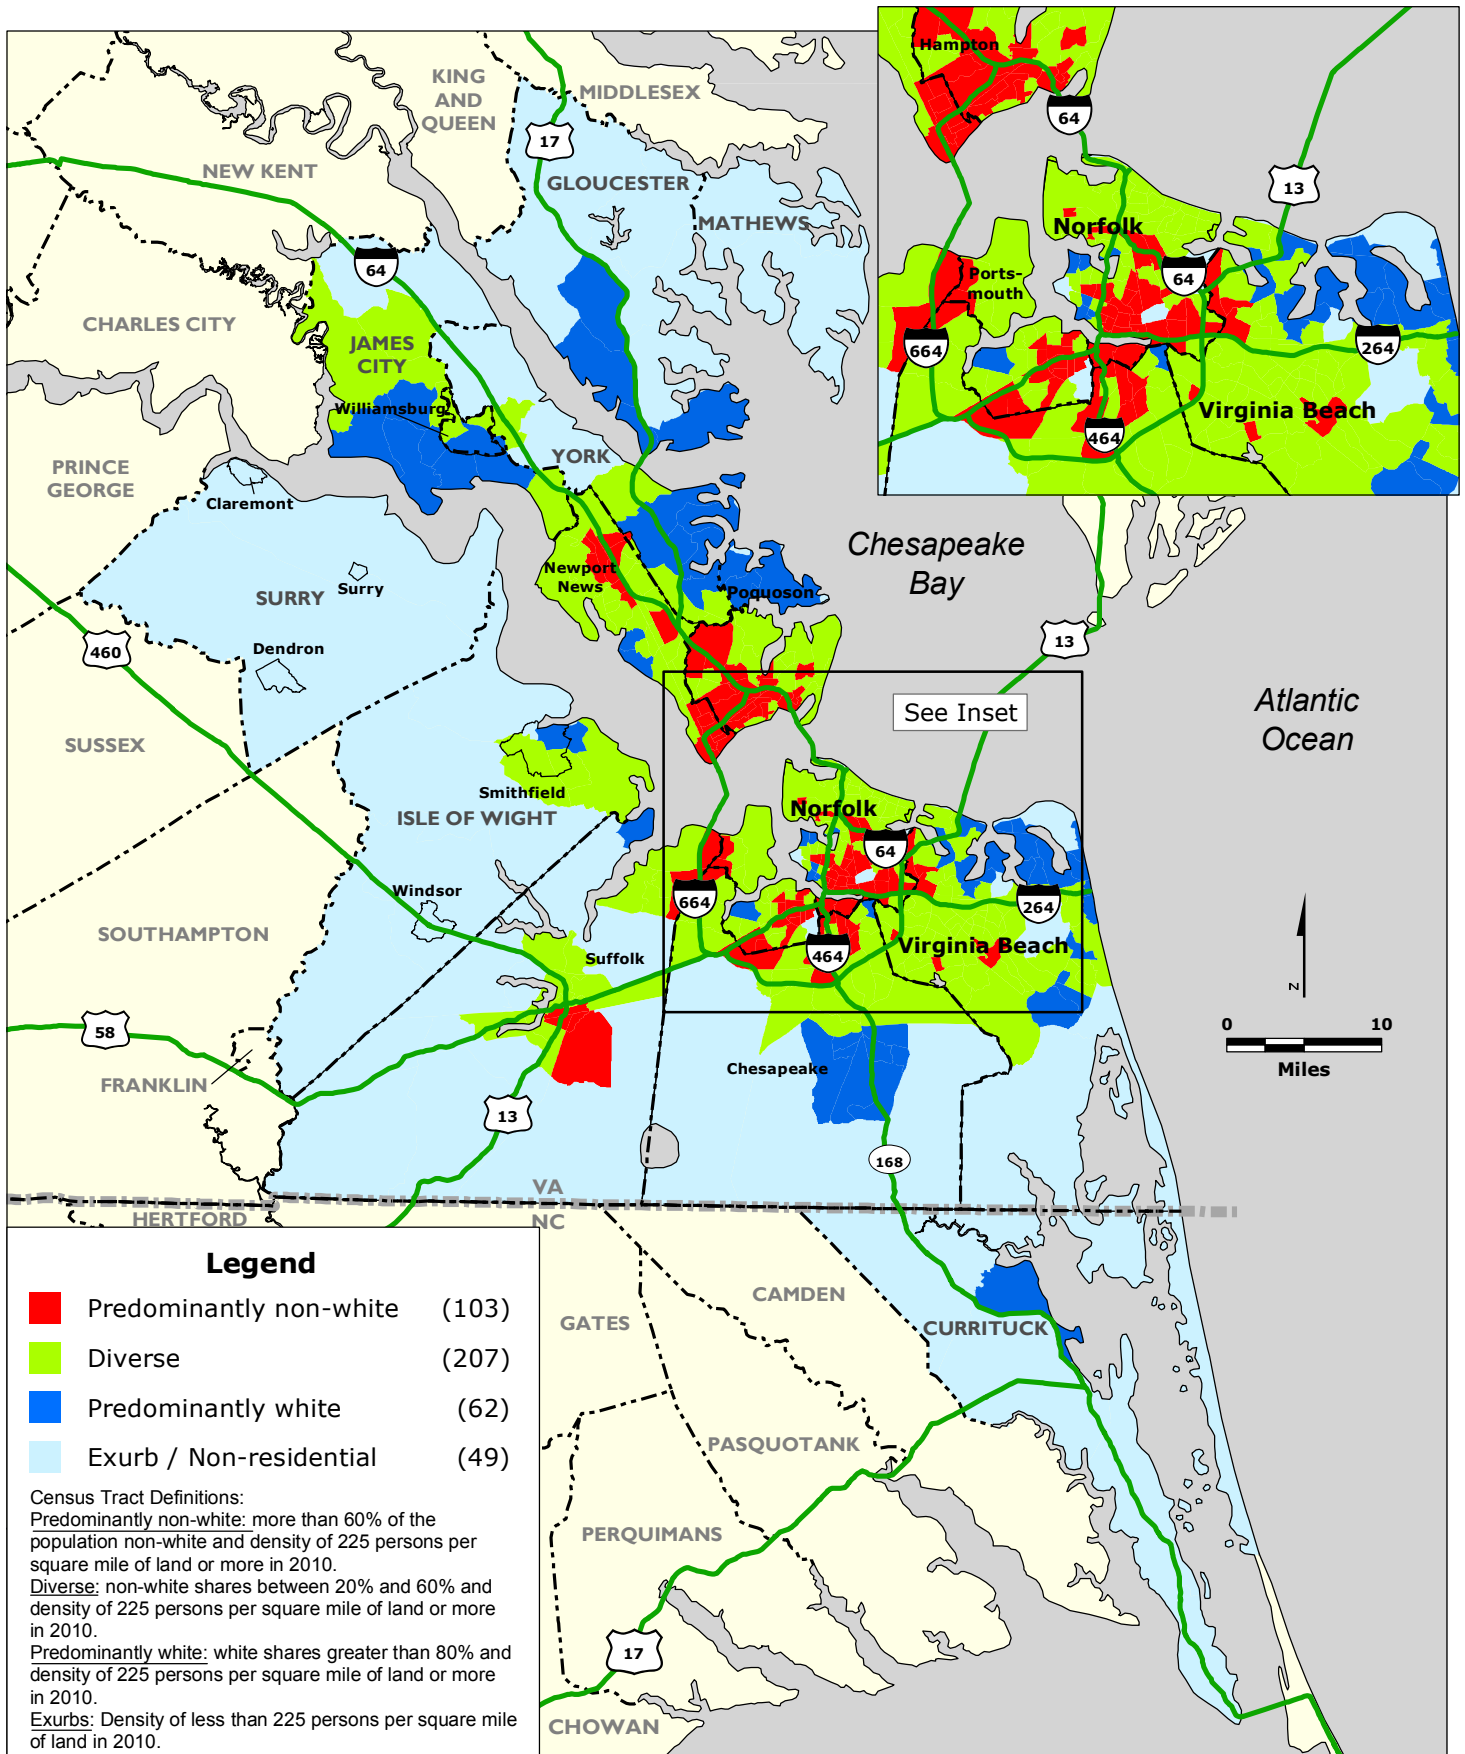 Hampton
64
13
Norfolk
64
Ports-
mouth
664
264
Virginia Beach
464
KING
AND
QUEEN
MIDDLESEX
17
NEW KENT
GLOUCESTER
MATHEWS
64
CHARLES CITY
JAMES
CITY
Williamsburg
YORK
PRINCE
GEORGE
Claremont
Chesapeake
Bay
Newport
News
Surry
SURRY
Poquoson
460
Dendron
13
See Inset
Atlantic
Ocean
SUSSEX
Smithfield
Norfolk
ISLE OF WIGHT
64
Windsor
664
264
SOUTHAMPTON
Suffolk
464
Virginia Beach
N
58
0 10
Miles
Chesapeake
FRANKLIN
13
168
VA
NC
HERTFORD
Legend
Predominantly non-white (103)
Diverse (207)
Predominantly white (62)
Exurb / Non-residential (49)
Census Tract Definitions:
Predominantly non-white: more than 60% of the
population non-white and density of 225 persons per
square mile of land or more in 2010.
Diverse: non-white shares between 20% and 60% and
density of 225 persons per square mile of land or more
in 2010.
Predominantly white: white shares greater than 80% and
density of 225 persons per square mile of land or more
in 2010.
Exurbs: Density of less than 225 persons per square mile
of land in 2010.
CAMDEN
GATES
CURRITUCK
PASQUOTANK
PERQUIMANS
17
CHOWAN